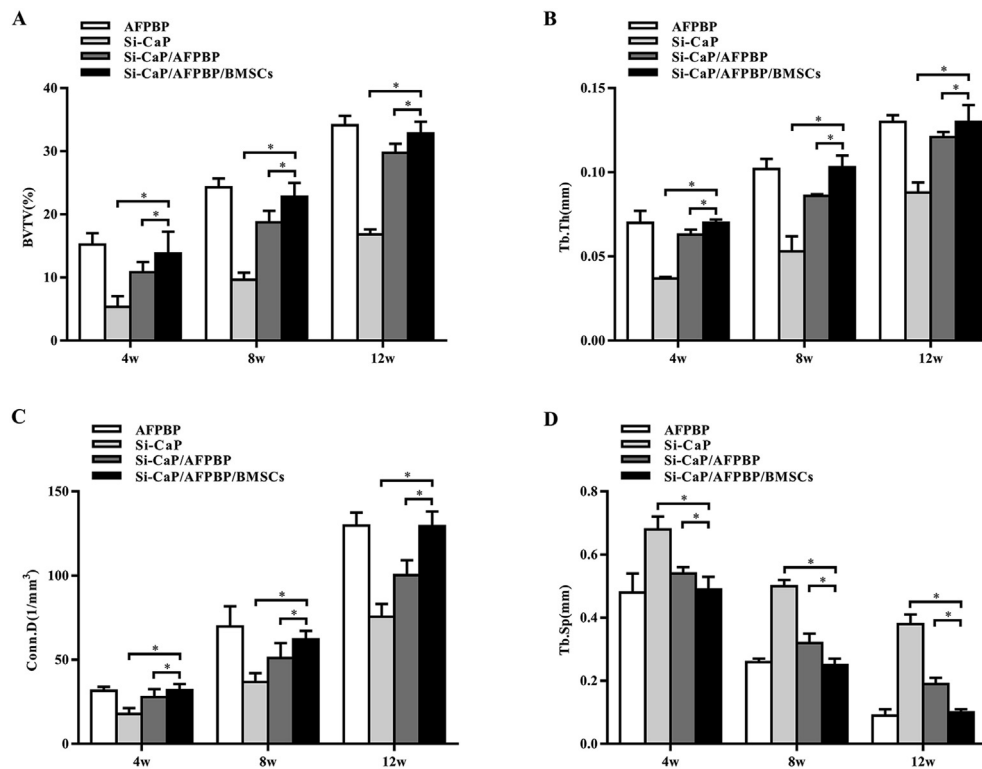 A
AFPBP
Si-CaP
Si-CaP/AFPBP
Si-CaP/AFPBP/BMSCs
BVTV(%)
40
30
20
10
0
* * * * * *
4w 8w 12w
B
AFPBP
Si-CaP
Si-CaP/AFPBP
Si-CaP/AFPBP/BMSCs
Tb.Th(mm)
0.15
0.10
0.05
0.00
* * * * * *
4w 8w 12w
C
AFPBP
Si-CaP
Si-CaP/AFPBP
Si-CaP/AFPBP/BMSCs
Conn.D(1/mm³)
150
100
50
0
* * * * * *
4w 8w 12w
D
AFPBP
Si-CaP
Si-CaP/AFPBP
Si-CaP/AFPBP/BMSCs
Tb.Sp(mm)
0.8
0.6
0.4
0.2
0.0
* * * * * *
4w 8w 12w